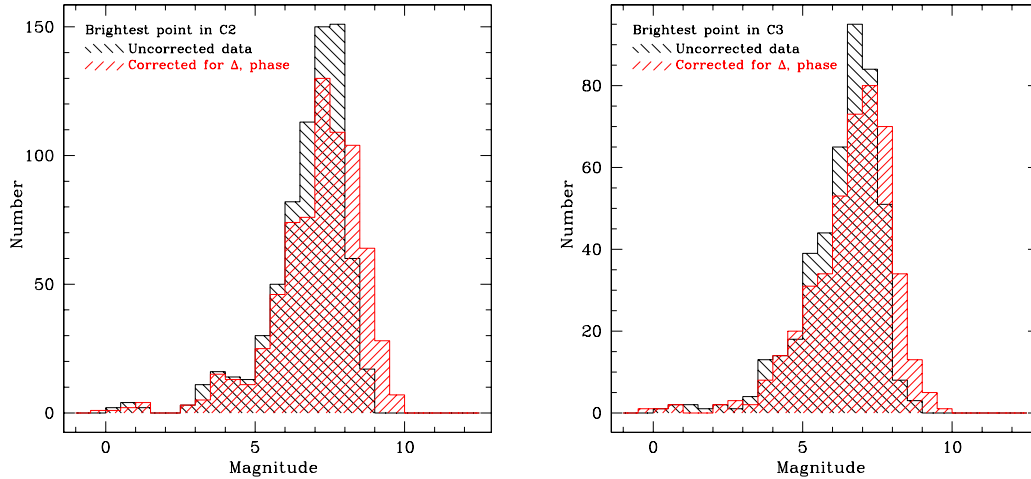 Brightest point in C2
Uncorrected data
Corrected for Δ, phase
150
100
50
0
Number
0 5 10
Magnitude
Brightest point in C3
Uncorrected data
Corrected for Δ, phase
80
60
40
20
0
Number
0 5 10
Magnitude